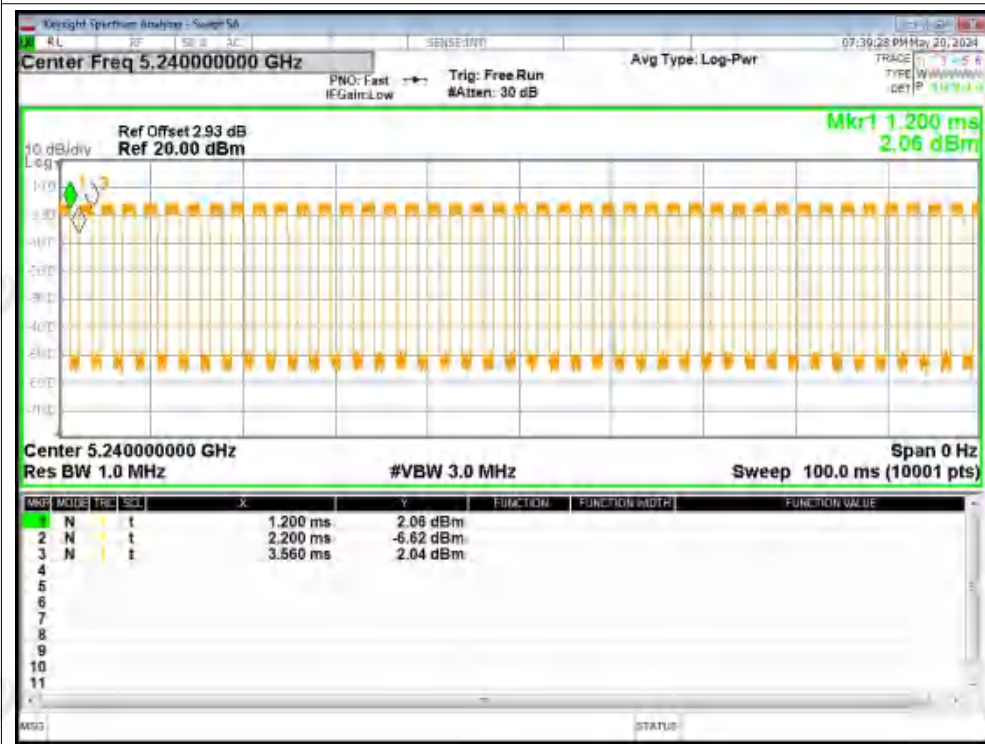 Keysight Spectrum Analyzer - Swept SA
RL RF AC SENSE:INT 07:39:28 PM May 20, 2024
Center Freq 5.240000000 GHz Avg Type: Log-Pwr TRACE
PNO: Fast Trig: Free Run TYPE
IFGain:Low #Atten: 30 dB DET P
Mkr1 1.200 ms
Ref Offset 2.93 dB
10 dB/div Ref 20.00 dBm 2.06 dBm
Log
1 3
Center 5.240000000 GHz Span 0 Hz
Res BW 1.0 MHz #VBW 3.0 MHz Sweep 100.0 ms (10001 pts)
MKR MODE TRC SCL X Y FUNCTION FUNCTION WIDTH FUNCTION VALUE
1 N 1 t 1.200 ms 2.06 dBm
2 N 1 t 2.200 ms -6.62 dBm
3 N 1 t 3.560 ms 2.04 dBm
4
5
6
7
8
9
10
11
MSG STATUS